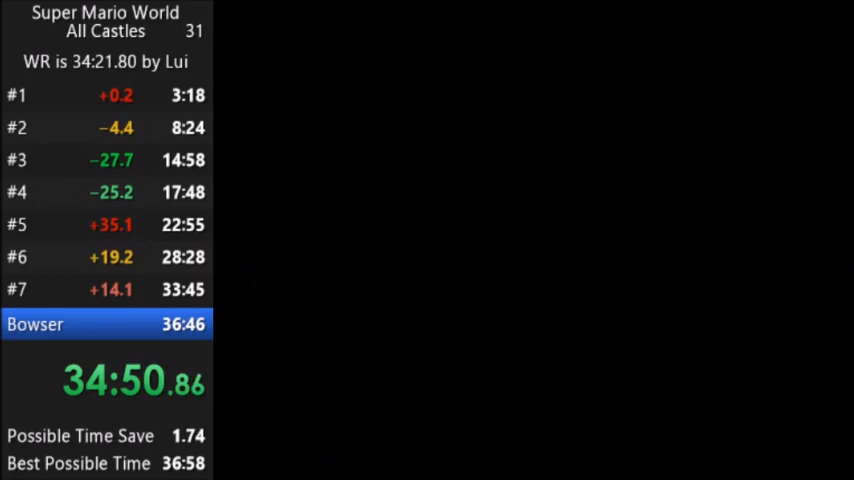 Super Mario World
All Castles 31
WR is 34:21.80 by Lui
#1 +0.2 3:18
#2 −4.4 8:24
#3 −27.7 14:58
#4 −25.2 17:48
#5 +35.1 22:55
#6 +19.2 28:28
#7 +14.1 33:45
Bowser 36:46
34:50.86
Possible Time Save 1.74
Best Possible Time 36:58